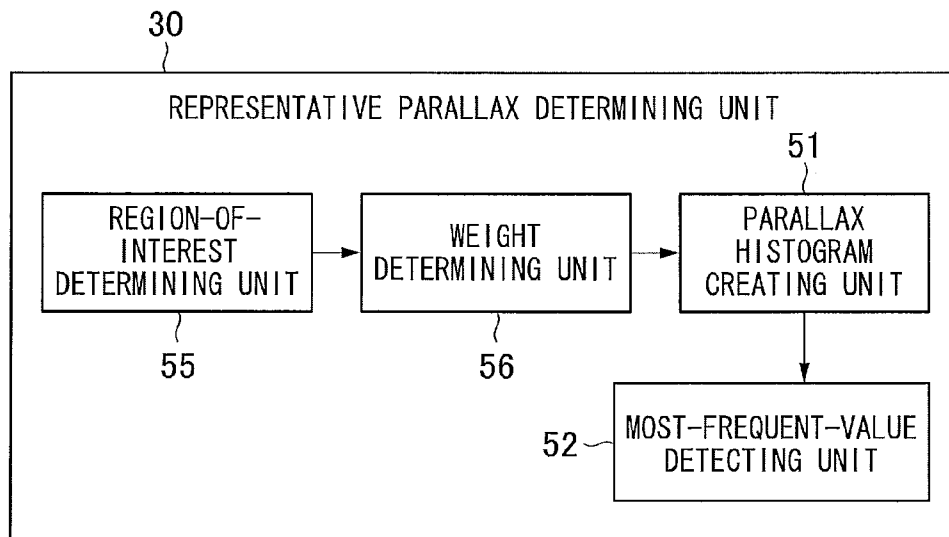 30
REPRESENTATIVE PARALLAX DETERMINING UNIT
51
REGION-OF-
INTEREST
DETERMINING UNIT
WEIGHT
DETERMINING UNIT
PARALLAX
HISTOGRAM
CREATING UNIT
55
56
52
MOST-FREQUENT-VALUE
DETECTING UNIT